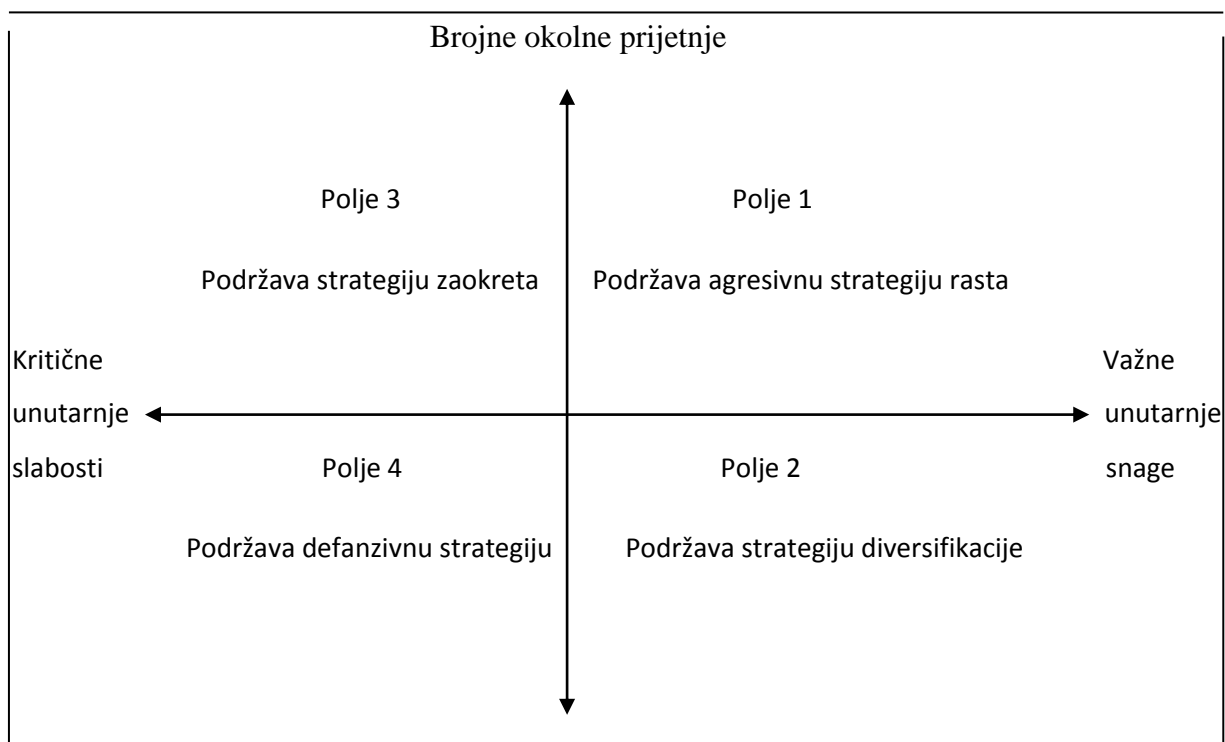 Brojne okolne prijetnje
Polje 3
Polje 1
Podržava strategiju zaokreta
Podržava agresivnu strategiju rasta
Kritične
unutarnje
slabosti
Važne
unutarnje
snage
Polje 4
Polje 2
Podržava defanzivnu strategiju
Podržava strategiju diversifikacije